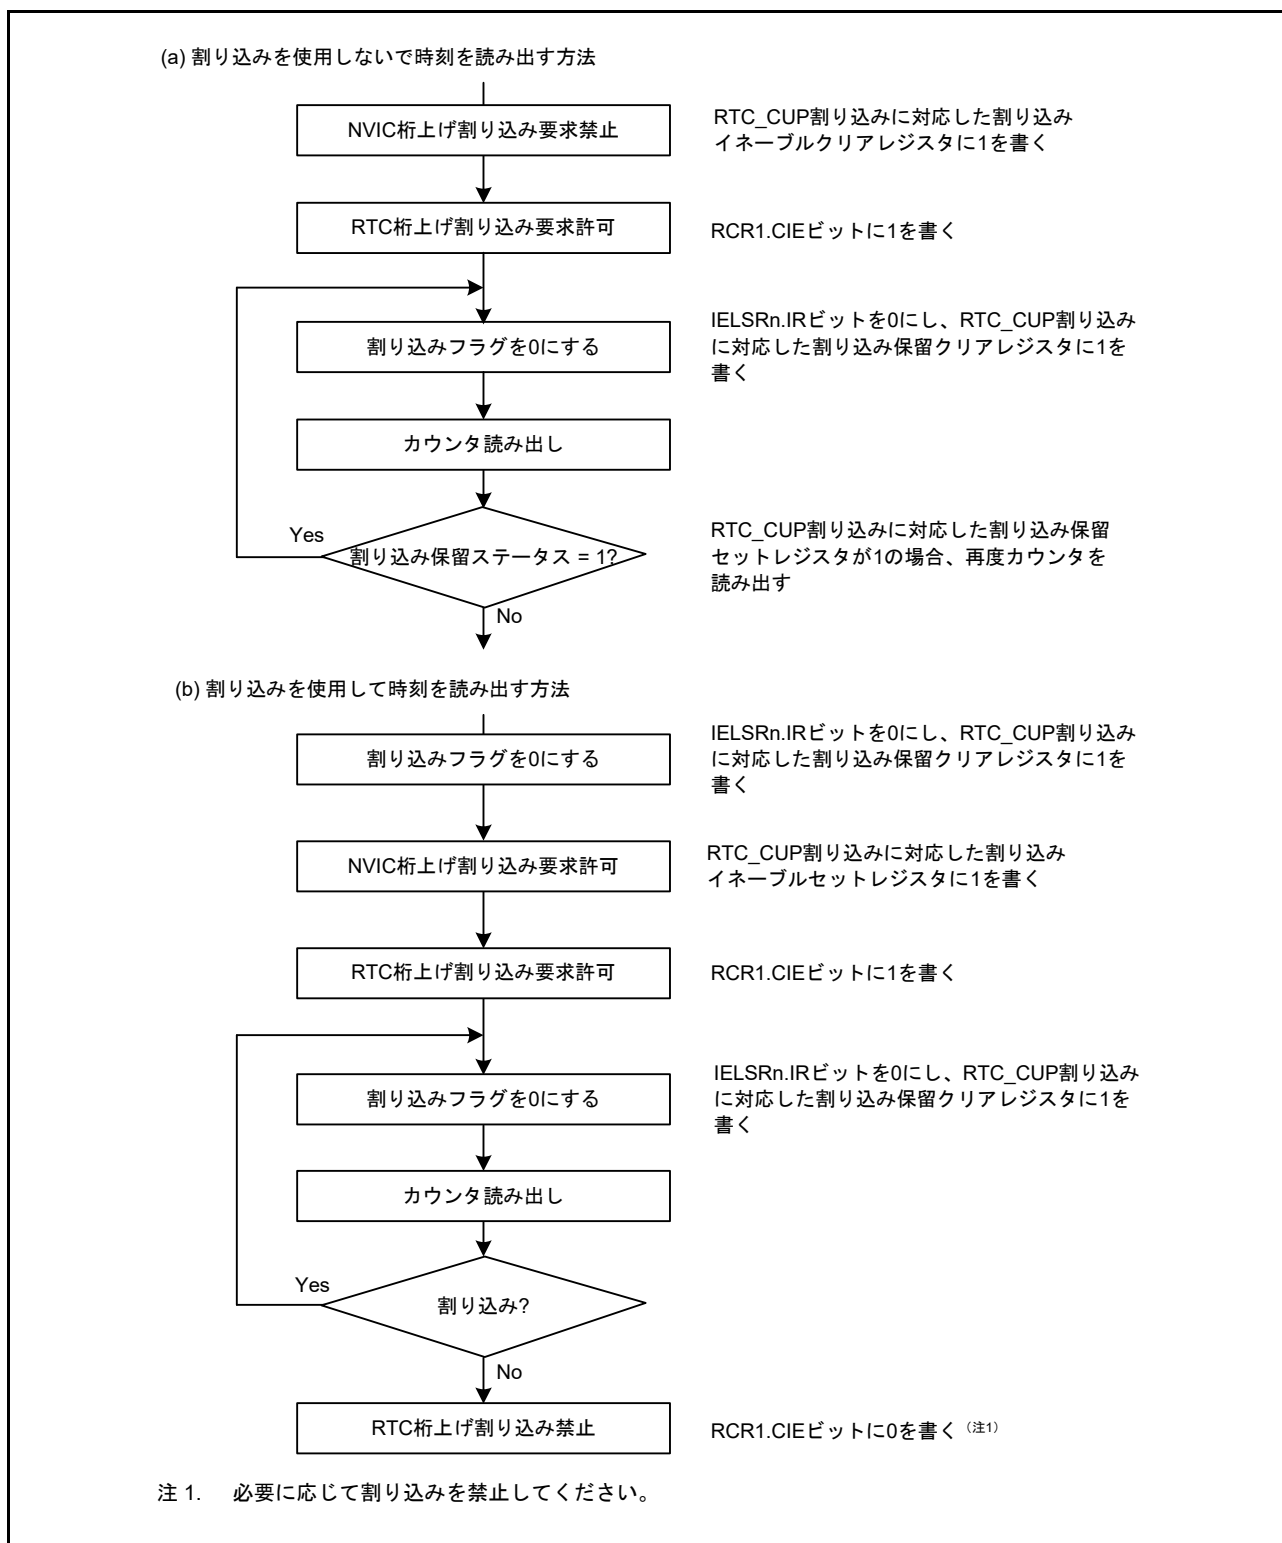 (a) 割り込みを使用しないで時刻を読み出す方法
NVIC桁上げ割り込み要求禁止
RTC_CUP割り込みに対応した割り込み
イネーブルクリアレジスタに1を書く
RTC桁上げ割り込み要求許可
RCR1.CIEビットに1を書く
割り込みフラグを0にする
IELSRn.IRビットを0にし、RTC_CUP割り込み
に対応した割り込み保留クリアレジスタに1を
書く
カウンタ読み出し
Yes
割り込み保留ステータス = 1?
RTC_CUP割り込みに対応した割り込み保留
セットレジスタが1の場合、再度カウンタを
読み出す
No
(b) 割り込みを使用して時刻を読み出す方法
割り込みフラグを0にする
IELSRn.IRビットを0にし、RTC_CUP割り込み
に対応した割り込み保留クリアレジスタに1を
書く
NVIC桁上げ割り込み要求許可
RTC_CUP割り込みに対応した割り込み
イネーブルセットレジスタに1を書く
RTC桁上げ割り込み要求許可
RCR1.CIEビットに1を書く
割り込みフラグを0にする
IELSRn.IRビットを0にし、RTC_CUP割り込み
に対応した割り込み保留クリアレジスタに1を
書く
カウンタ読み出し
Yes
割り込み?
No
RTC桁上げ割り込み禁止
RCR1.CIEビットに0を書く (注1)
注 1. 必要に応じて割り込みを禁止してください。